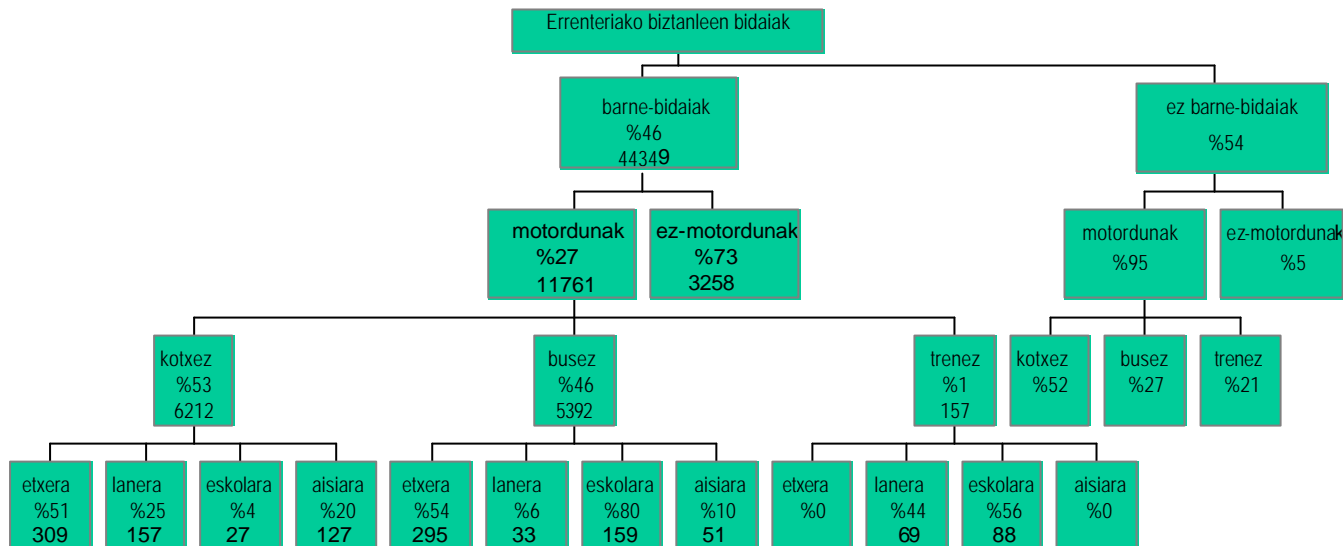 Errenteriako biztanleen bidaiak
barne-bidaiak
%46
44349
ez barne-bidaiak
%54
motordunak
%27
11761
ez-motordunak
%73
3258
motordunak
%95
ez-motordunak
%5
kotxez
%53
6212
busez
%46
5392
trenez
%1
157
kotxez
%52
busez
%27
trenez
%21
etxera
%51
309
lanera
%25
157
eskolara
%4
27
aisiara
%20
127
etxera
%54
295
lanera
%6
33
eskolara
%80
159
aisiara
%10
51
etxera
%0
lanera
%44
69
eskolara
%56
88
aisiara
%0